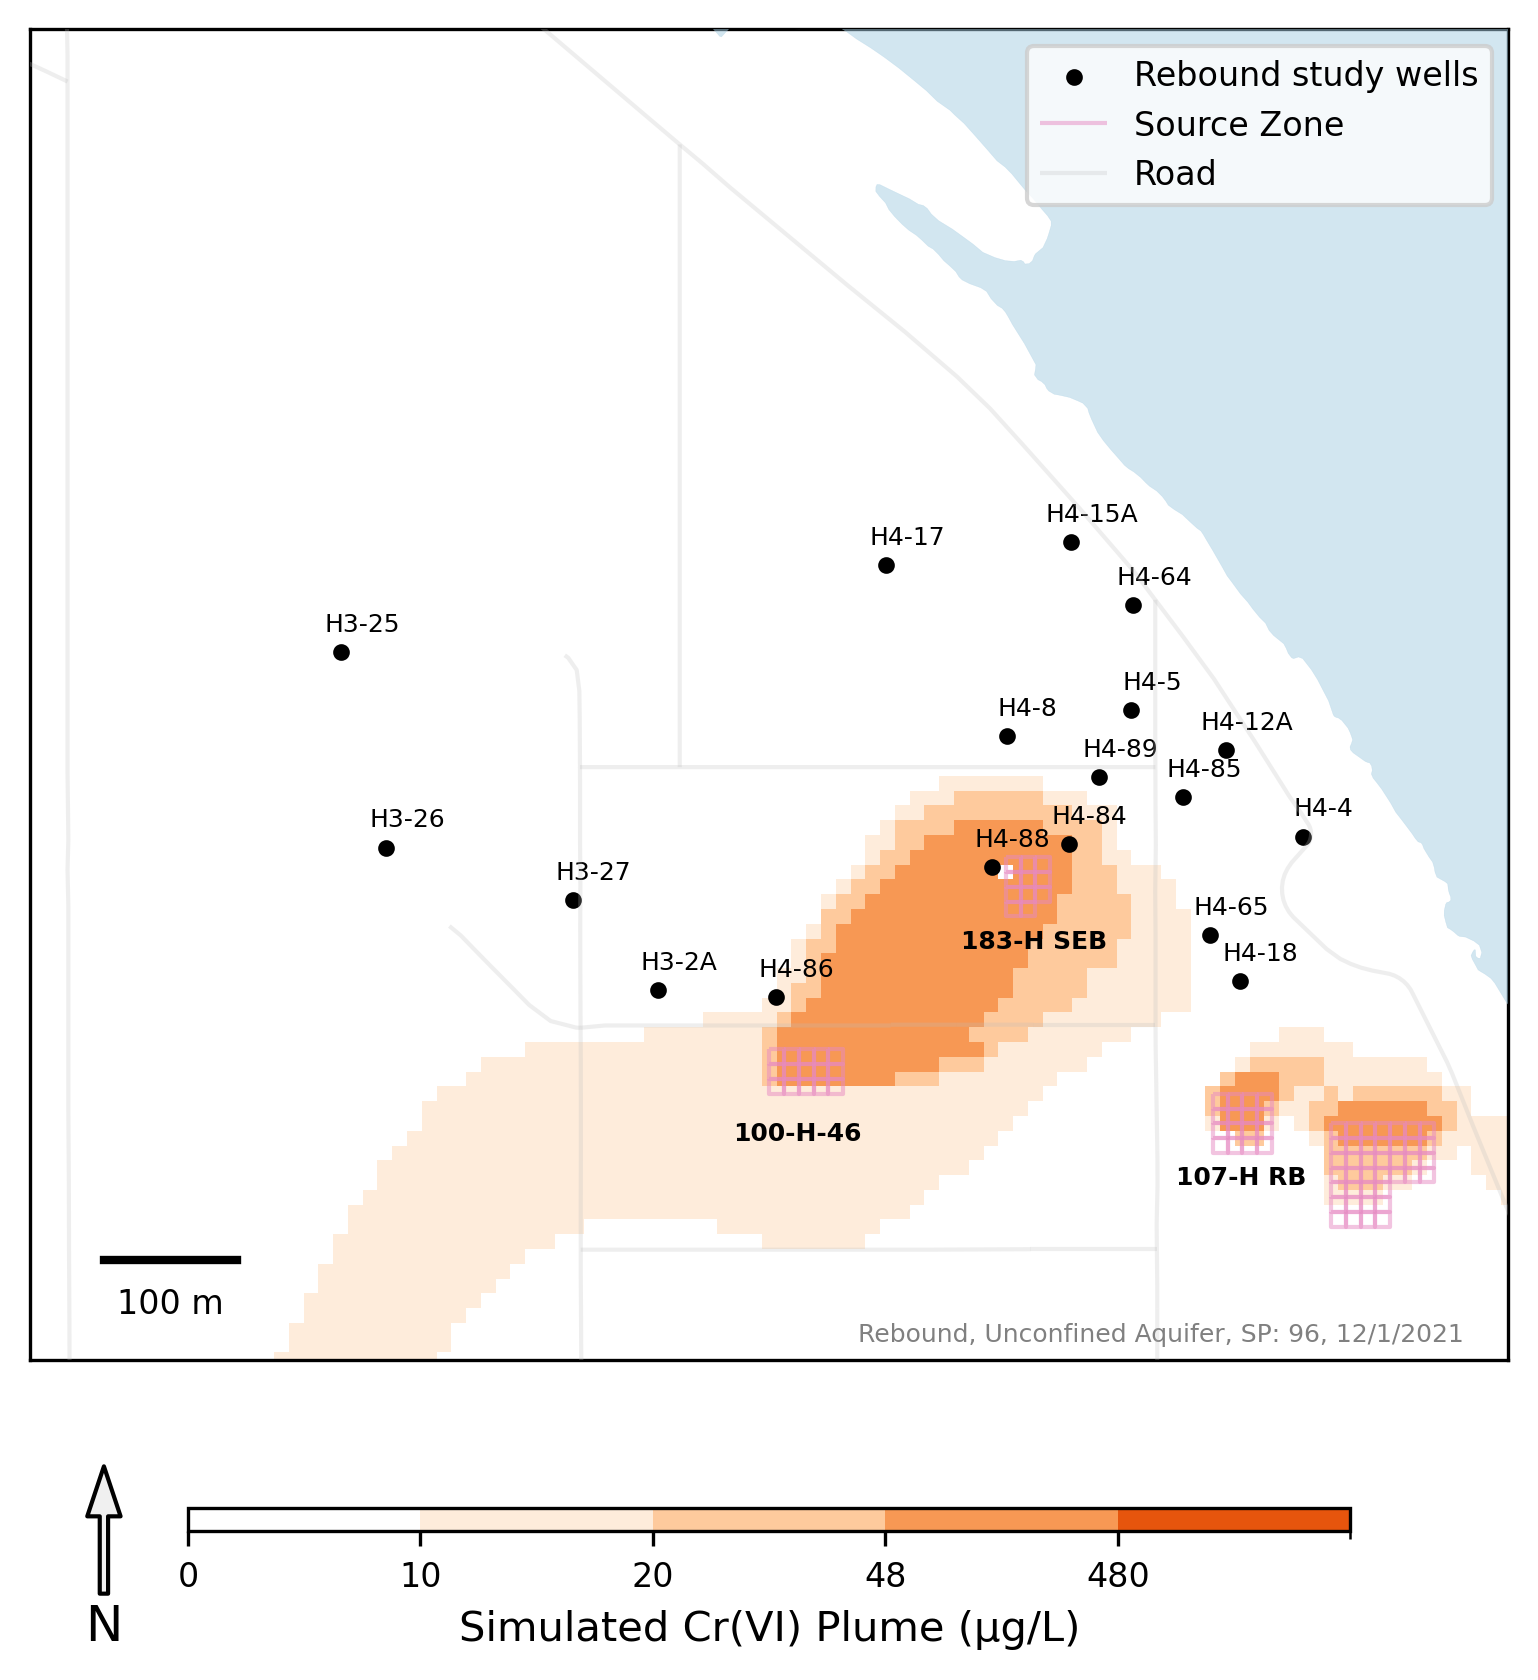 Rebound study wells
Source Zone
Road
H4-15A
H4-17
H4-64
H3-25
H4-5
H4-8
H4-12A
H4-89
H4-85
H4-4
H3-26
H4-84
H4-88
H3-27
H4-65
183-H SEB
H4-18
H3-2A
H4-86
100-H-46
107-H RB
100 m
Rebound, Unconfined Aquifer, SP: 96, 12/1/2021
0 10 20 48 480
N
Simulated Cr(VI) Plume (μg/L)